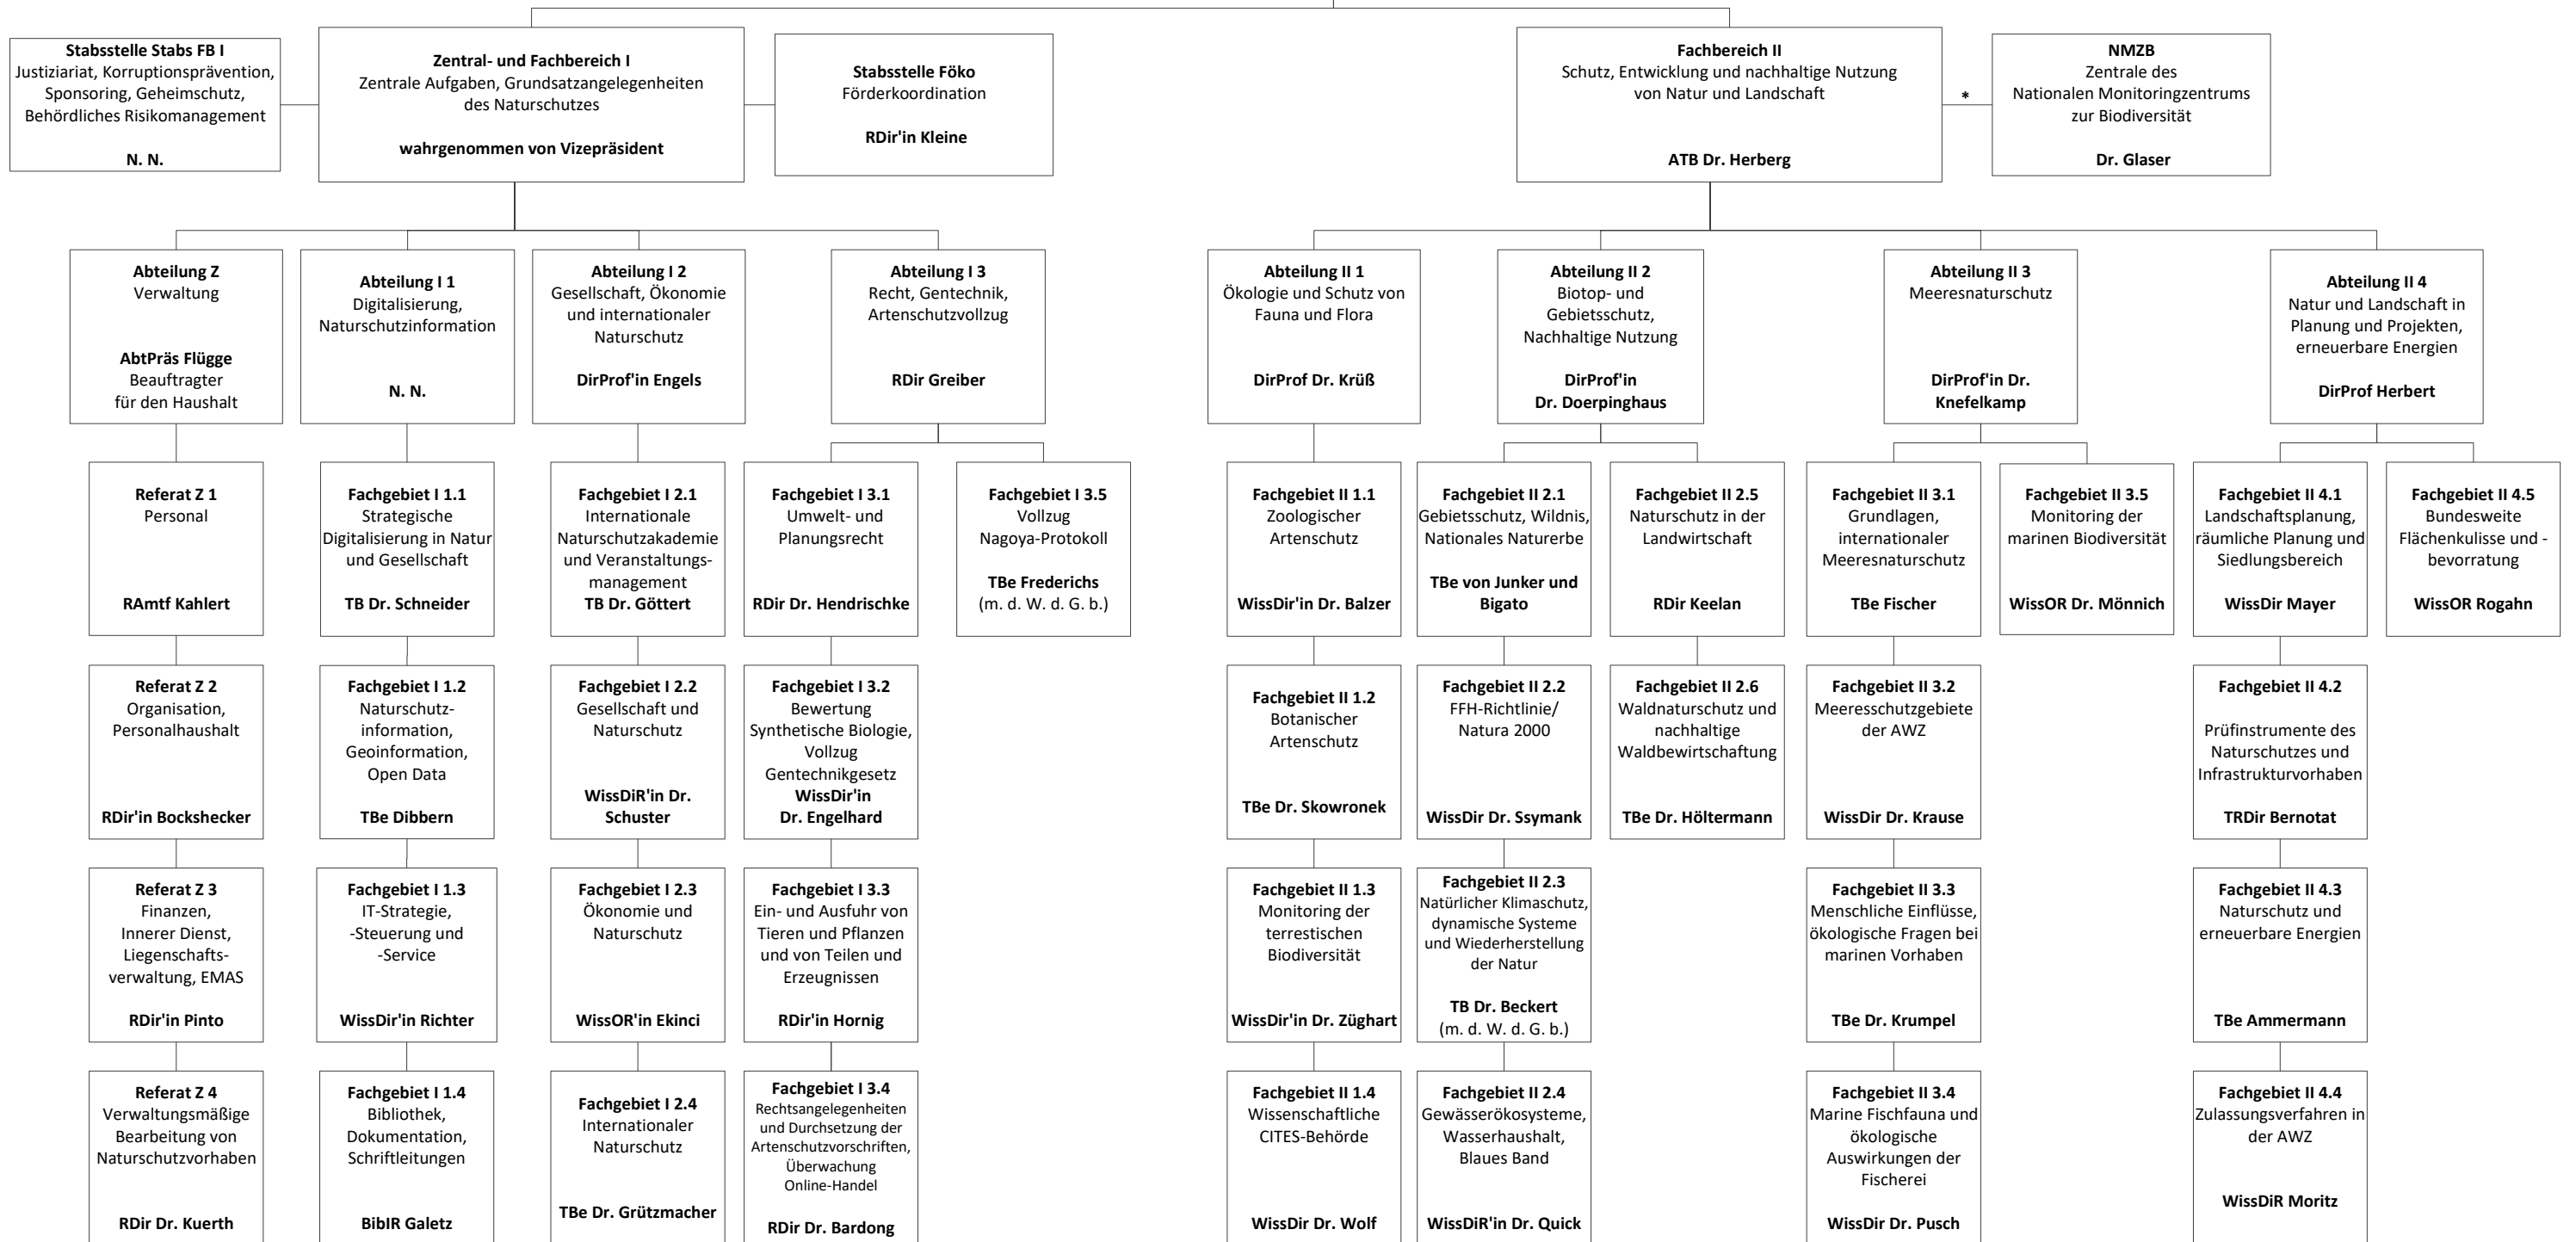 Stabsstelle Stabs FB I
Justiziariat, Korruptionsprävention,
Sponsoring, Geheimschutz,
Behördliches Risikomanagement
N. N.
Zentral- und Fachbereich I
Zentrale Aufgaben, Grundsatzangelegenheiten
des Naturschutzes
wahrgenommen von Vizepräsident
Stabsstelle Föko
Förderkoordination
RDir'in Kleine
Fachbereich II
Schutz, Entwicklung und nachhaltige Nutzung
von Natur und Landschaft
ATB Dr. Herberg
*
NMZB
Zentrale des
Nationalen Monitoringzentrums
zur Biodiversität
Dr. Glaser
Abteilung Z
Verwaltung
AbtPräs Flügge
Beauftragter
für den Haushalt
Abteilung I 1
Digitalisierung,
Naturschutzinformation
N. N.
Abteilung I 2
Gesellschaft, Ökonomie
und internationaler
Naturschutz
DirProf'in Engels
Abteilung I 3
Recht, Gentechnik,
Artenschutzvollzug
RDir Greiber
Abteilung II 1
Ökologie und Schutz von
Fauna und Flora
DirProf Dr. Krüß
Abteilung II 2
Biotop- und
Gebietsschutz,
Nachhaltige Nutzung
DirProf'in
Dr. Doerpinghaus
Abteilung II 3
Meeresnaturschutz
DirProf'in Dr.
Knefelkamp
Abteilung II 4
Natur und Landschaft in
Planung und Projekten,
erneuerbare Energien
DirProf Herbert
Referat Z 1
Personal
RAmtf Kahlert
Fachgebiet I 1.1
Strategische
Digitalisierung in Natur
und Gesellschaft
TB Dr. Schneider
Fachgebiet I 2.1
Internationale
Naturschutzakademie
und Veranstaltungs-
management
TB Dr. Göttert
Fachgebiet I 3.1
Umwelt- und
Planungsrecht
RDir Dr. Hendrischke
Fachgebiet I 3.5
Vollzug
Nagoya-Protokoll
TBe Frederichs
(m. d. W. d. G. b.)
Fachgebiet II 1.1
Zoologischer
Artenschutz
WissDir'in Dr. Balzer
Fachgebiet II 2.1
Gebietsschutz, Wildnis,
Nationales Naturerbe
TBe von Junker und
Bigato
Fachgebiet II 2.5
Naturschutz in der
Landwirtschaft
RDir Keelan
Fachgebiet II 3.1
Grundlagen,
internationaler
Meeresnaturschutz
TBe Fischer
Fachgebiet II 3.5
Monitoring der
marinen Biodiversität
WissOR Dr. Mönnich
Fachgebiet II 4.1
Landschaftsplanung,
räumliche Planung und
Siedlungsbereich
WissDir Mayer
Fachgebiet II 4.5
Bundesweite
Flächenkulisse und -
bevorratung
WissOR Rogahn
Referat Z 2
Organisation,
Personalhaushalt
RDir'in Bockshecker
Fachgebiet I 1.2
Naturschutz-
information,
Geoinformation,
Open Data
TBe Dibbern
Fachgebiet I 2.2
Gesellschaft und
Naturschutz
WissDiR'in Dr.
Schuster
Fachgebiet I 3.2
Bewertung
Synthetische Biologie,
Vollzug
Gentechnikgesetz
WissDir'in
Dr. Engelhard
Fachgebiet II 1.2
Botanischer
Artenschutz
TBe Dr. Skowronek
Fachgebiet II 2.2
FFH-Richtlinie/
Natura 2000
WissDir Dr. Ssymank
Fachgebiet II 2.6
Waldnaturschutz und
nachhaltige
Waldbewirtschaftung
TBe Dr. Höltermann
Fachgebiet II 3.2
Meeresschutzgebiete
der AWZ
WissDir Dr. Krause
Fachgebiet II 4.2
Prüfinstrumente des
Naturschutzes und
Infrastrukturvorhaben
TRDir Bernotat
Referat Z 3
Finanzen,
Innerer Dienst,
Liegenschafts-
verwaltung, EMAS
RDir'in Pinto
Fachgebiet I 1.3
IT-Strategie,
-Steuerung und
-Service
WissDir'in Richter
Fachgebiet I 2.3
Ökonomie und
Naturschutz
WissOR'in Ekinci
Fachgebiet I 3.3
Ein- und Ausfuhr von
Tieren und Pflanzen
und von Teilen und
Erzeugnissen
RDir'in Hornig
Fachgebiet II 1.3
Monitoring der
terrestischen
Biodiversität
WissDir'in Dr. Züghart
Fachgebiet II 2.3
Natürlicher Klimaschutz,
dynamische Systeme
und Wiederherstellung
der Natur
TB Dr. Beckert
(m. d. W. d. G. b.)
Fachgebiet II 3.3
Menschliche Einflüsse,
ökologische Fragen bei
marinen Vorhaben
TBe Dr. Krumpel
Fachgebiet II 4.3
Naturschutz und
erneuerbare Energien
TBe Ammermann
Referat Z 4
Verwaltungsmäßige
Bearbeitung von
Naturschutzvorhaben
RDir Dr. Kuerth
Fachgebiet I 1.4
Bibliothek,
Dokumentation,
Schriftleitungen
BiblR Galetz
Fachgebiet I 2.4
Internationaler
Naturschutz
TBe Dr. Grützmacher
Fachgebiet I 3.4
Rechtsangelegenheiten
und Durchsetzung der
Artenschutzvorschriften,
Überwachung
Online-Handel
RDir Dr. Bardong
Fachgebiet II 1.4
Wissenschaftliche
CITES-Behörde
WissDir Dr. Wolf
Fachgebiet II 2.4
Gewässerökosysteme,
Wasserhaushalt,
Blaues Band
WissDiR'in Dr. Quick
Fachgebiet II 3.4
Marine Fischfauna und
ökologische
Auswirkungen der
Fischerei
WissDir Dr. Pusch
Fachgebiet II 4.4
Zulassungsverfahren in
der AWZ
WissDiR Moritz